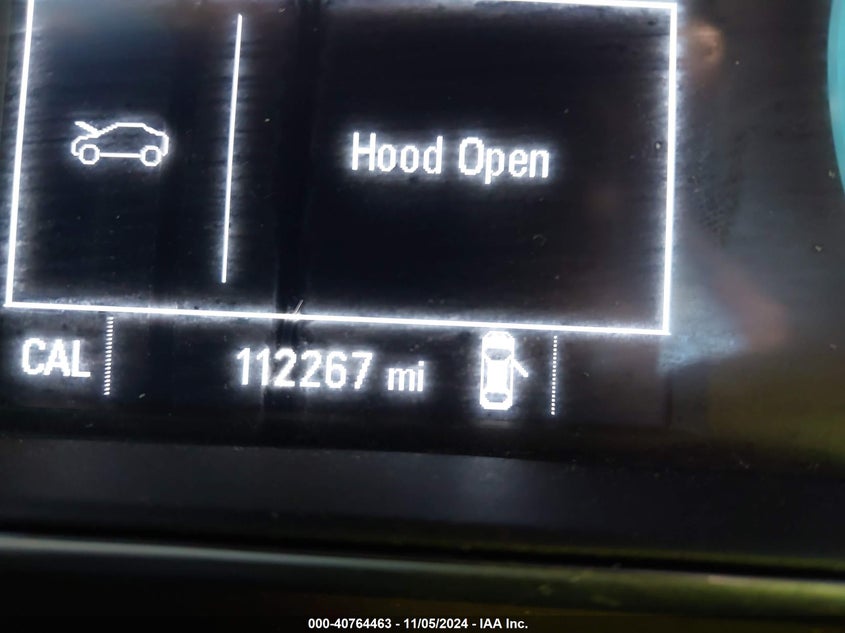 Hood Open
CAL 112267 mi
000-40764463 - 11/05/2024 - IAA Inc.